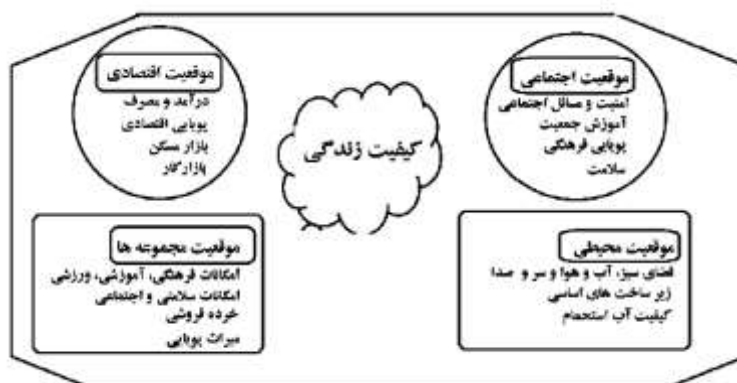 موقعیت اجتماعی
امنیت و مسائل اجتماعی
آموزش جمعیت
پویایی فرهنگی
سلامت
کیفیت زندگی
موقعیت اقتصادی
درآمد و مصرف
پویایی اقتصادی
بازار مسکن
بازارکار
موقعیت محیطی
فضای سبز، آب و هوا و سر و صدا
زیر ساخت های اساسی
کیفیت آب استحمام
موقعیت مجموعه ها
امکانات فرهنگی، آموزشی، ورزشی
امکانات سلامتی و اجتماعی
خرده فروشی
میراث پویایی